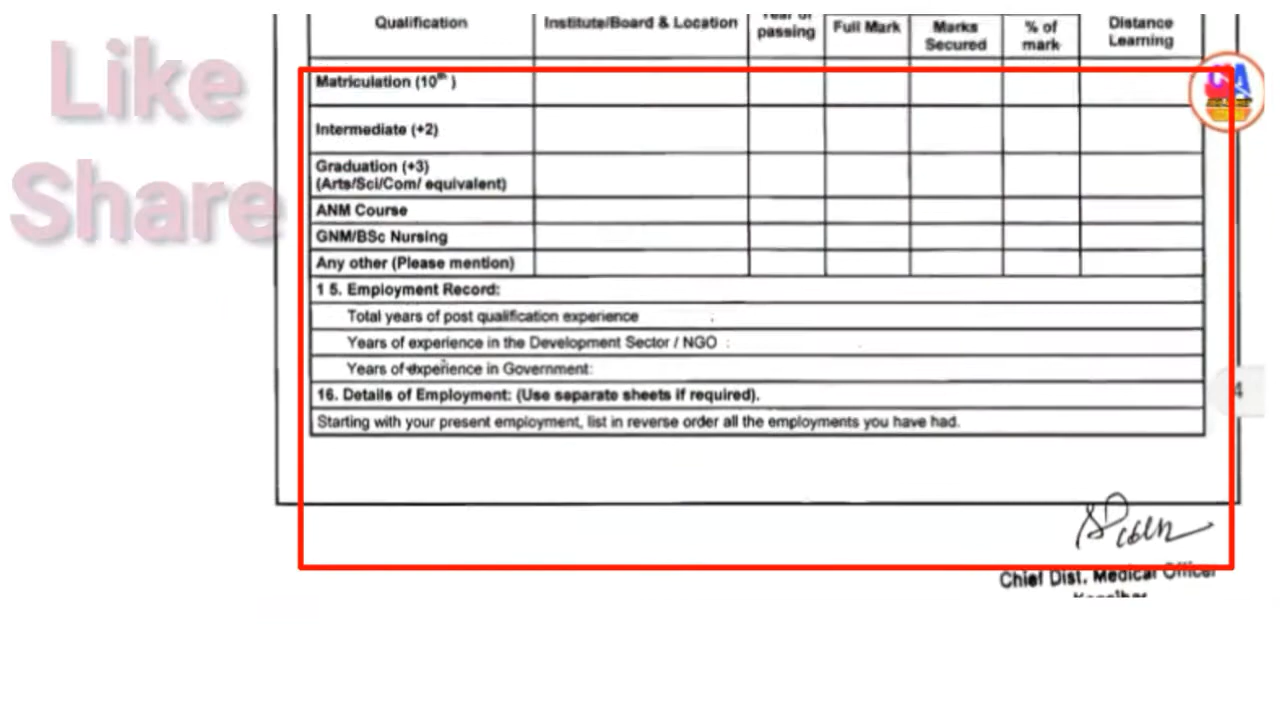 Like
Share
Qualification
Institute/Board & Location
Year of
passing
Full Mark
Marks
Secured
% of
mark
Distance
Learning
Matriculation (10th )
Intermediate (+2)
Graduation (+3)
(Arts/Sci/Com/ equivalent)
ANM Course
GNM/BSc Nursing
Any other (Please mention)
1 5. Employment Record:
Total years of post qualification experience :
Years of experience in the Development Sector / NGO :
Years of experience in Government:
16. Details of Employment: (Use separate sheets if required).
Starting with your present employment, list in reverse order all the employments you have had.
4
Chief Dist. Medical Officer